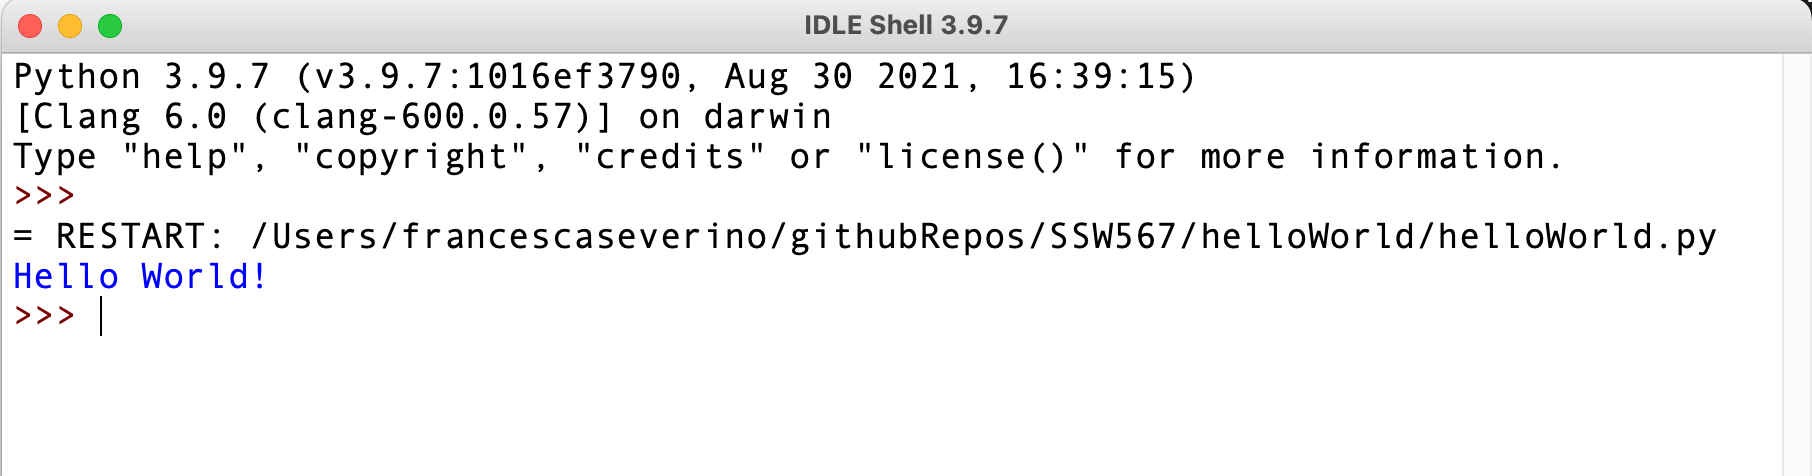 IDLE Shell 3.9.7
Python 3.9.7 (v3.9.7:1016ef3790, Aug 30 2021, 16:39:15)
[Clang 6.0 (clang-600.0.57)] on darwin
Type "help", "copyright", "credits" or "license()" for more information.
>>>
= RESTART: /Users/francescaseverino/githubRepos/SSW567/helloWorld/helloWorld.py
Hello World!
>>>